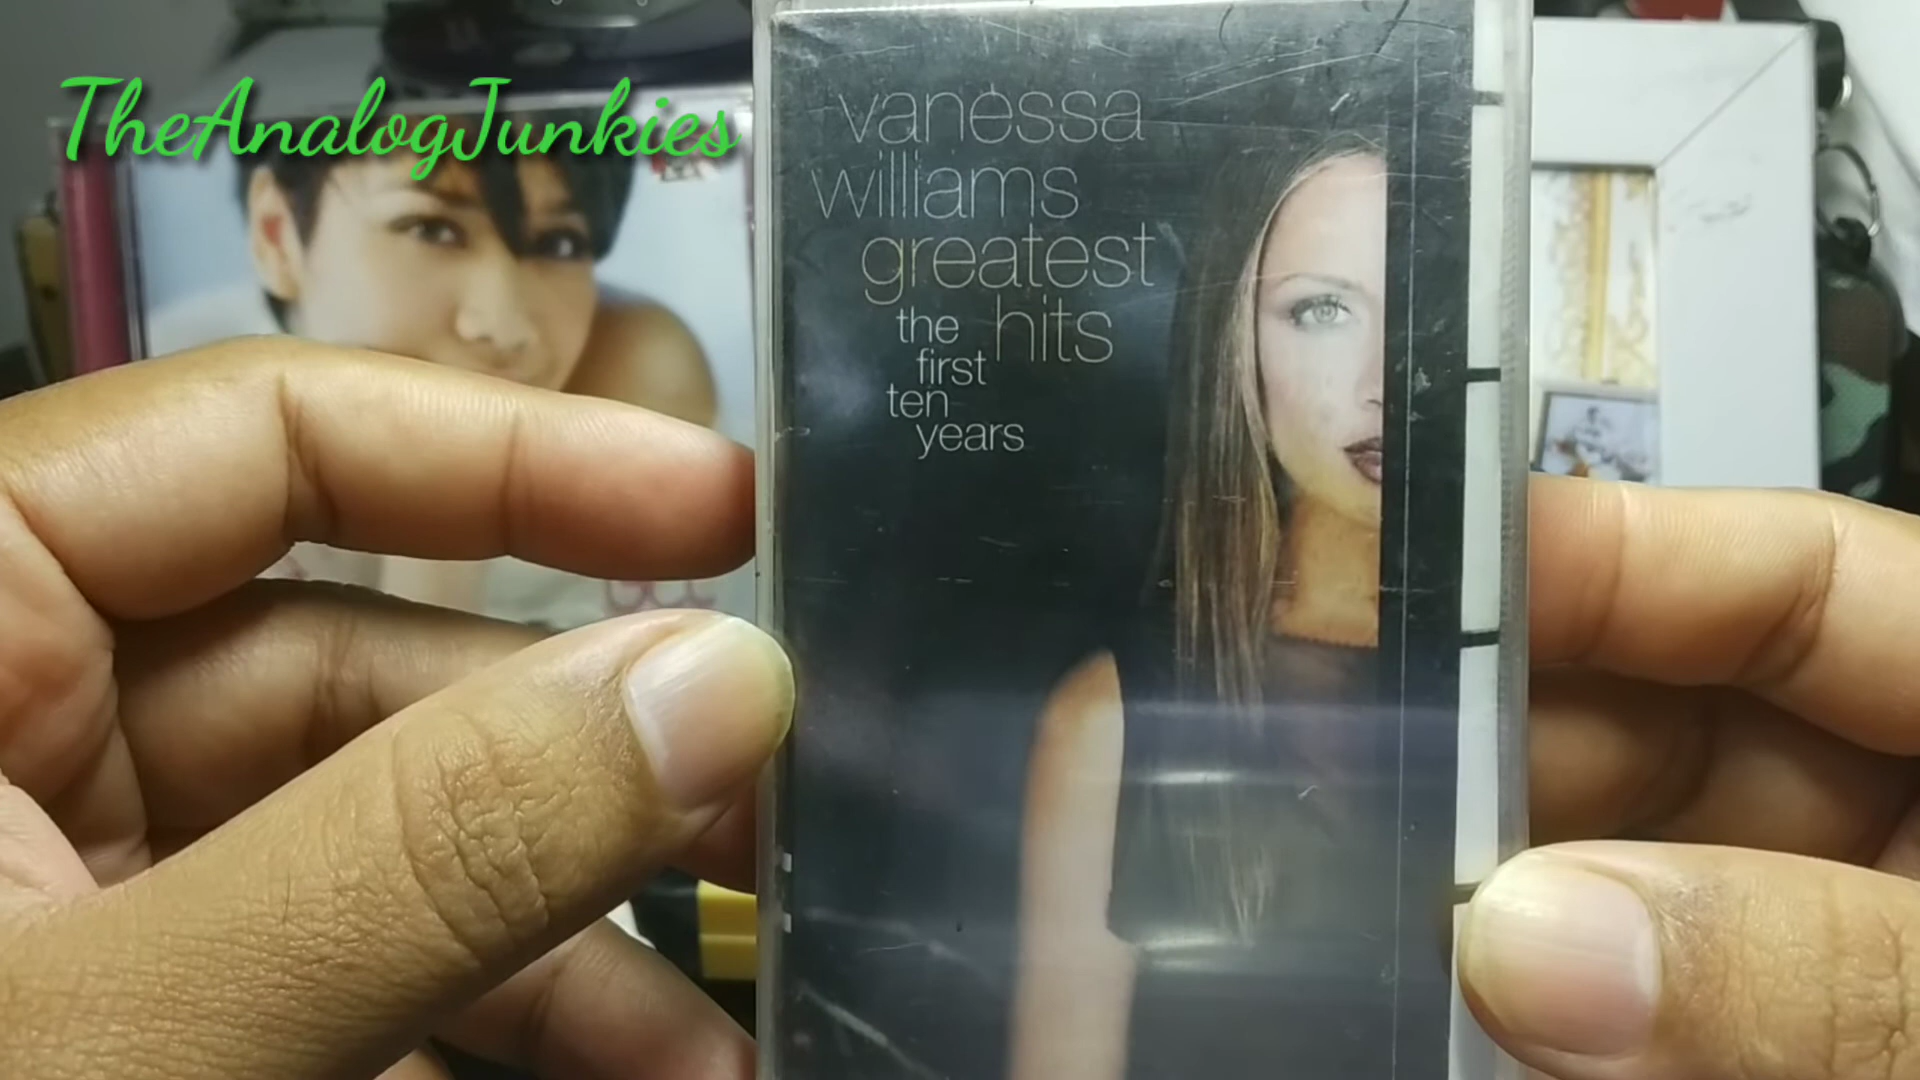 TheAnalogJunkies
vanessa
williams
greatest
the hits
first
ten
years